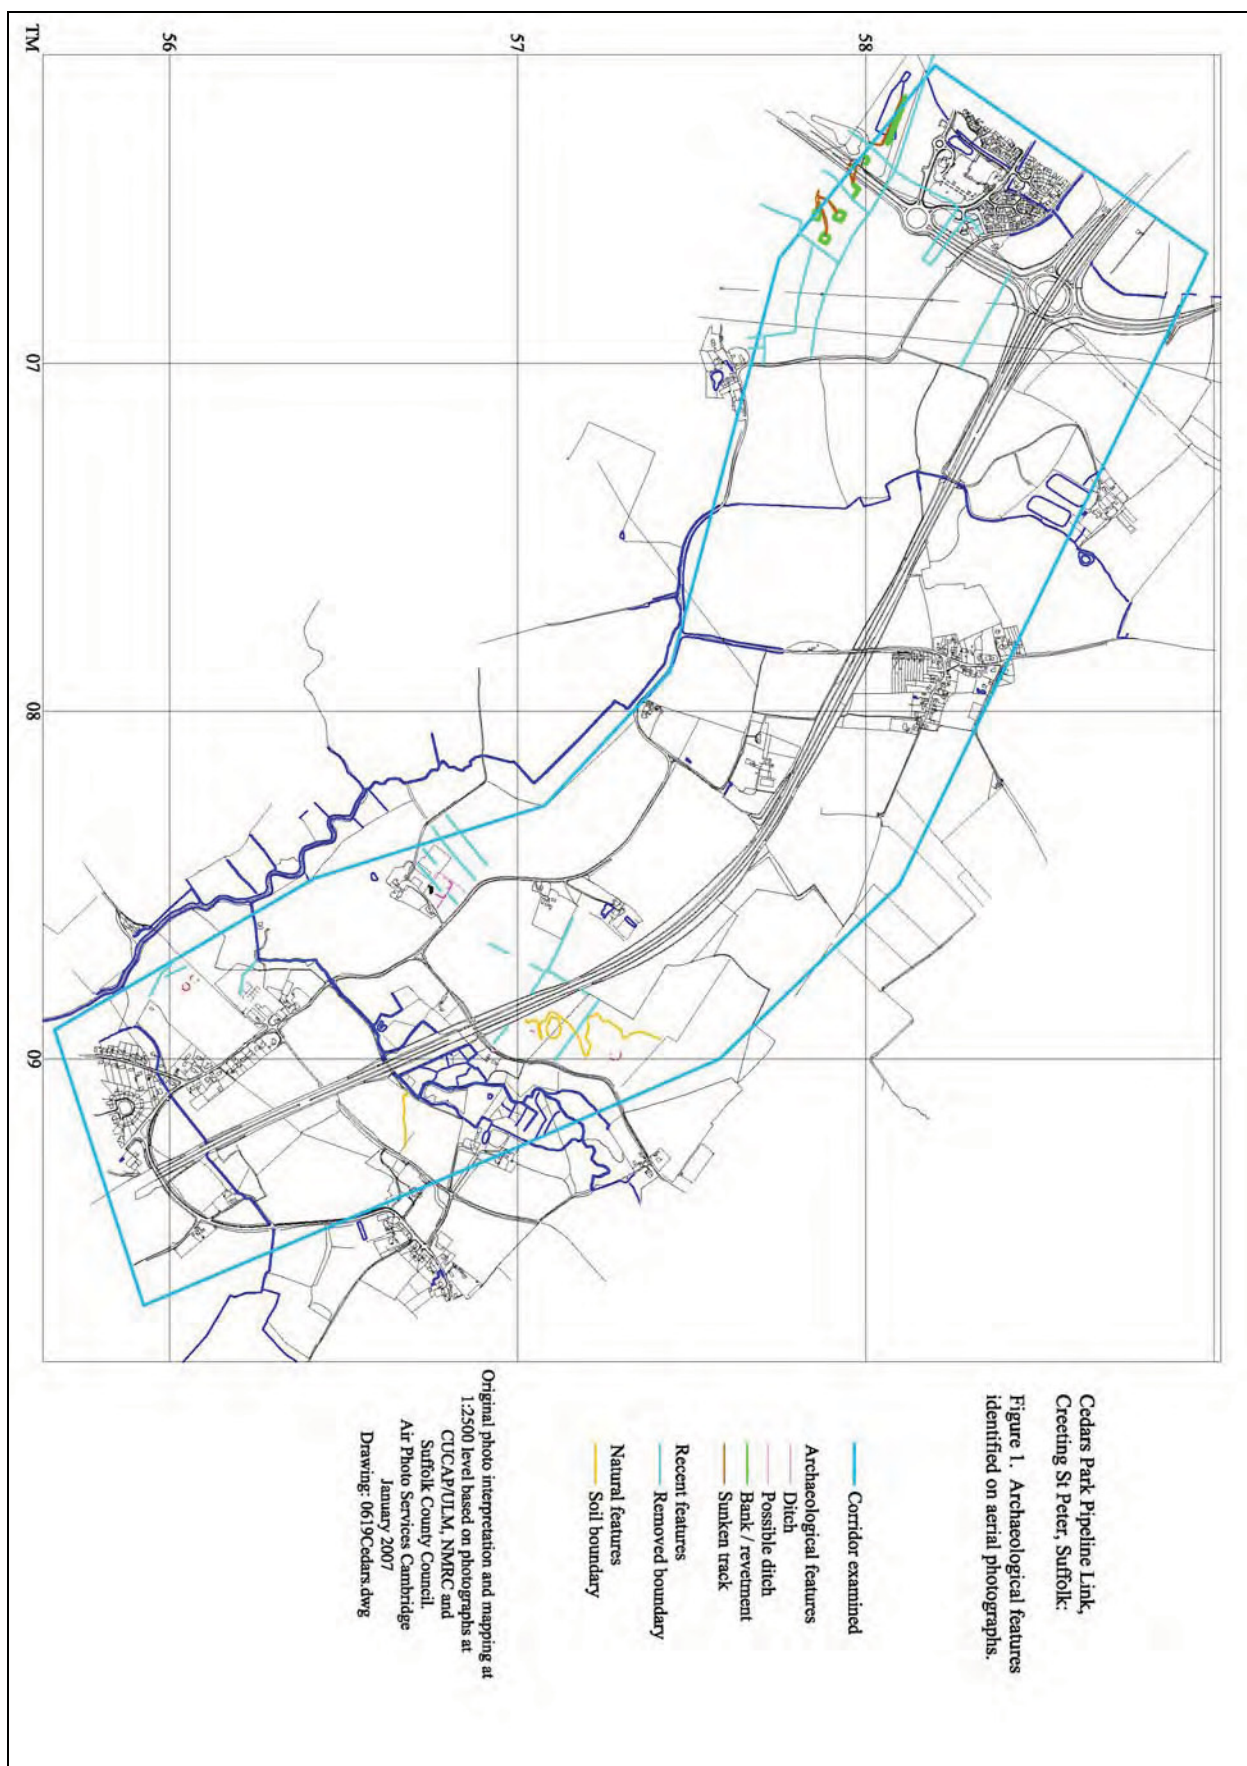 Cedars Park Pipeline Link,
Creeting St Peter, Suffolk:
Figure 1. Archaeological features
identified on aerial photographs.
Corridor examined
Archaeological features
Ditch
Possible ditch
Bank / revetment
Sunken track
Recent features
Removed boundary
Natural features
Soil boundary
Original photo interpretation and mapping at
1:2500 level based on photographs at
CUCAP/ULM, NMRC and
Suffolk County Council.
Air Photo Services Cambridge
January 2007
Drawing: 0619Cedars.dwg
58
57
56
TM
07
08
09